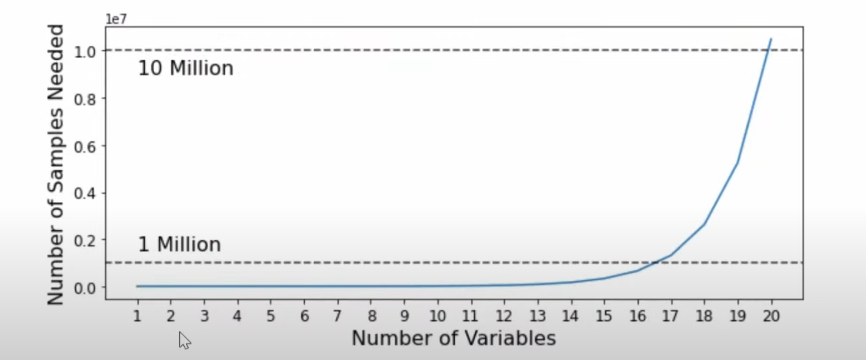 1e7
Number of Samples Needed
1.0
10 Million
0.8
0.6
0.4
0.2
1 Million
0.0
1 2 3 4 5 6 7 8 9 10 11 12 13 14 15 16 17 18 19 20
Number of Variables